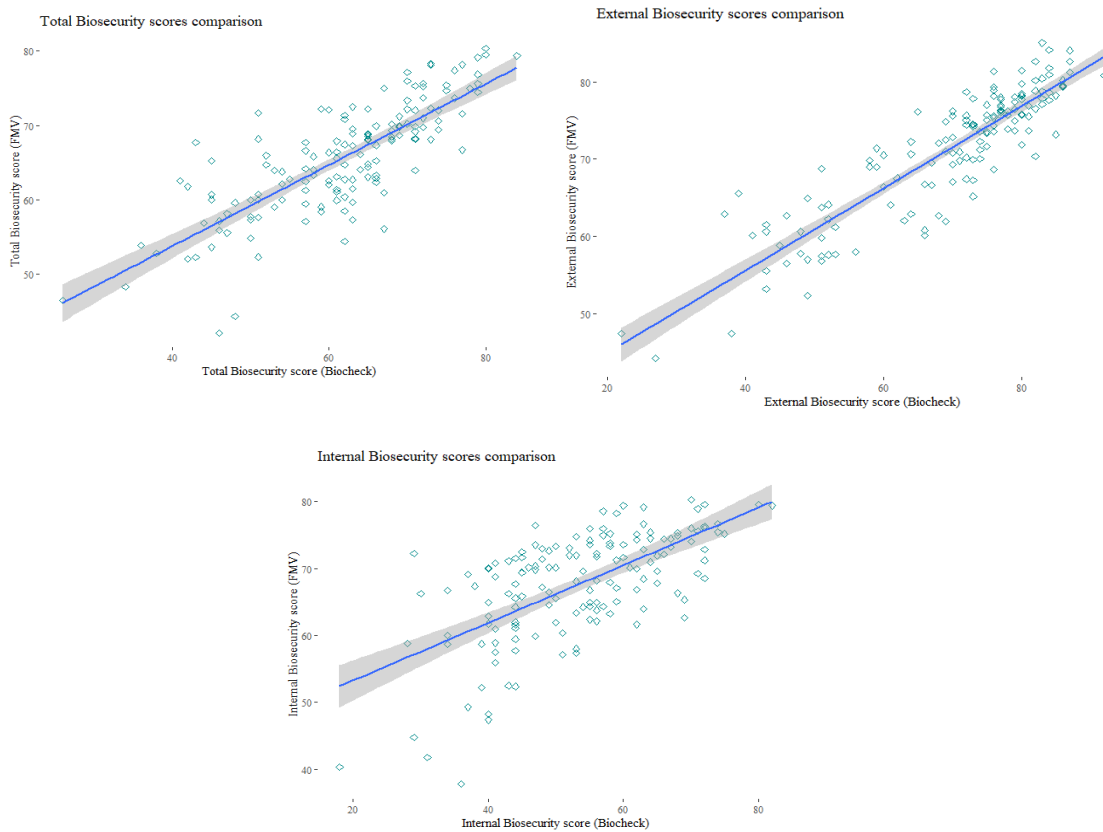 Total Biosecurity scores comparison
Total Biosecurity score (FMV)
80
70
60
50
40
60
80
Total Biosecurity score (Biocheck)
External Biosecurity scores comparison
External Biosecurity score (FMV)
80
70
60
50
20
40
60
80
External Biosecurity score (Biocheck)
Internal Biosecurity scores comparison
Internal Biosecurity score (FMV)
80
70
60
50
40
20
40
60
80
Internal Biosecurity score (Biocheck)